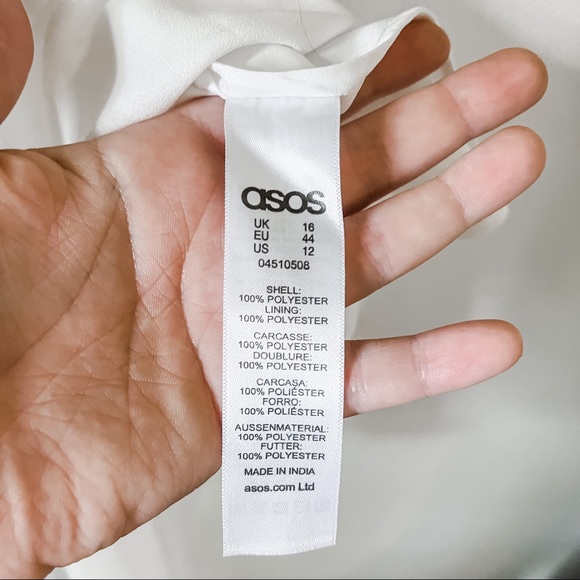 asos
UK 16
EU 44
US 12
04510508
SHELL:
100% POLYESTER
LINING:
100% POLYESTER
CARCASSE:
100% POLYESTER
DOUBLURE:
100% POLYESTER
CARCASA:
100% POLIÉSTER
FORRO:
100% POLIÉSTER
AUSSENMATERIAL:
100% POLYESTER
FUTTER:
100% POLYESTER
MADE IN INDIA
asos.com Ltd